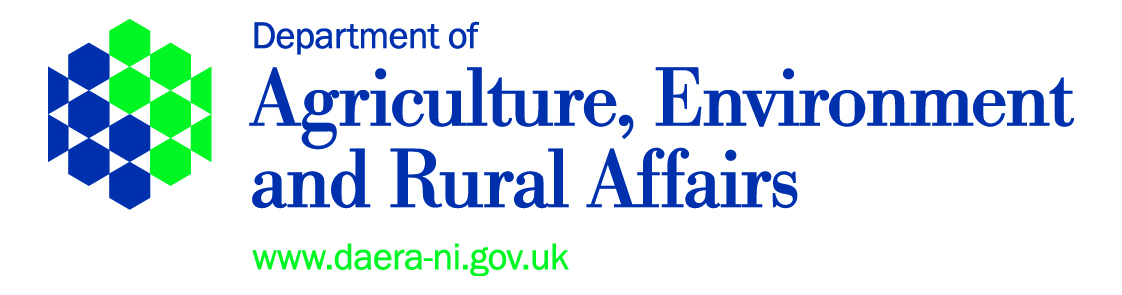 Department of
Agriculture, Environment
and Rural Affairs
www.daera-ni.gov.uk